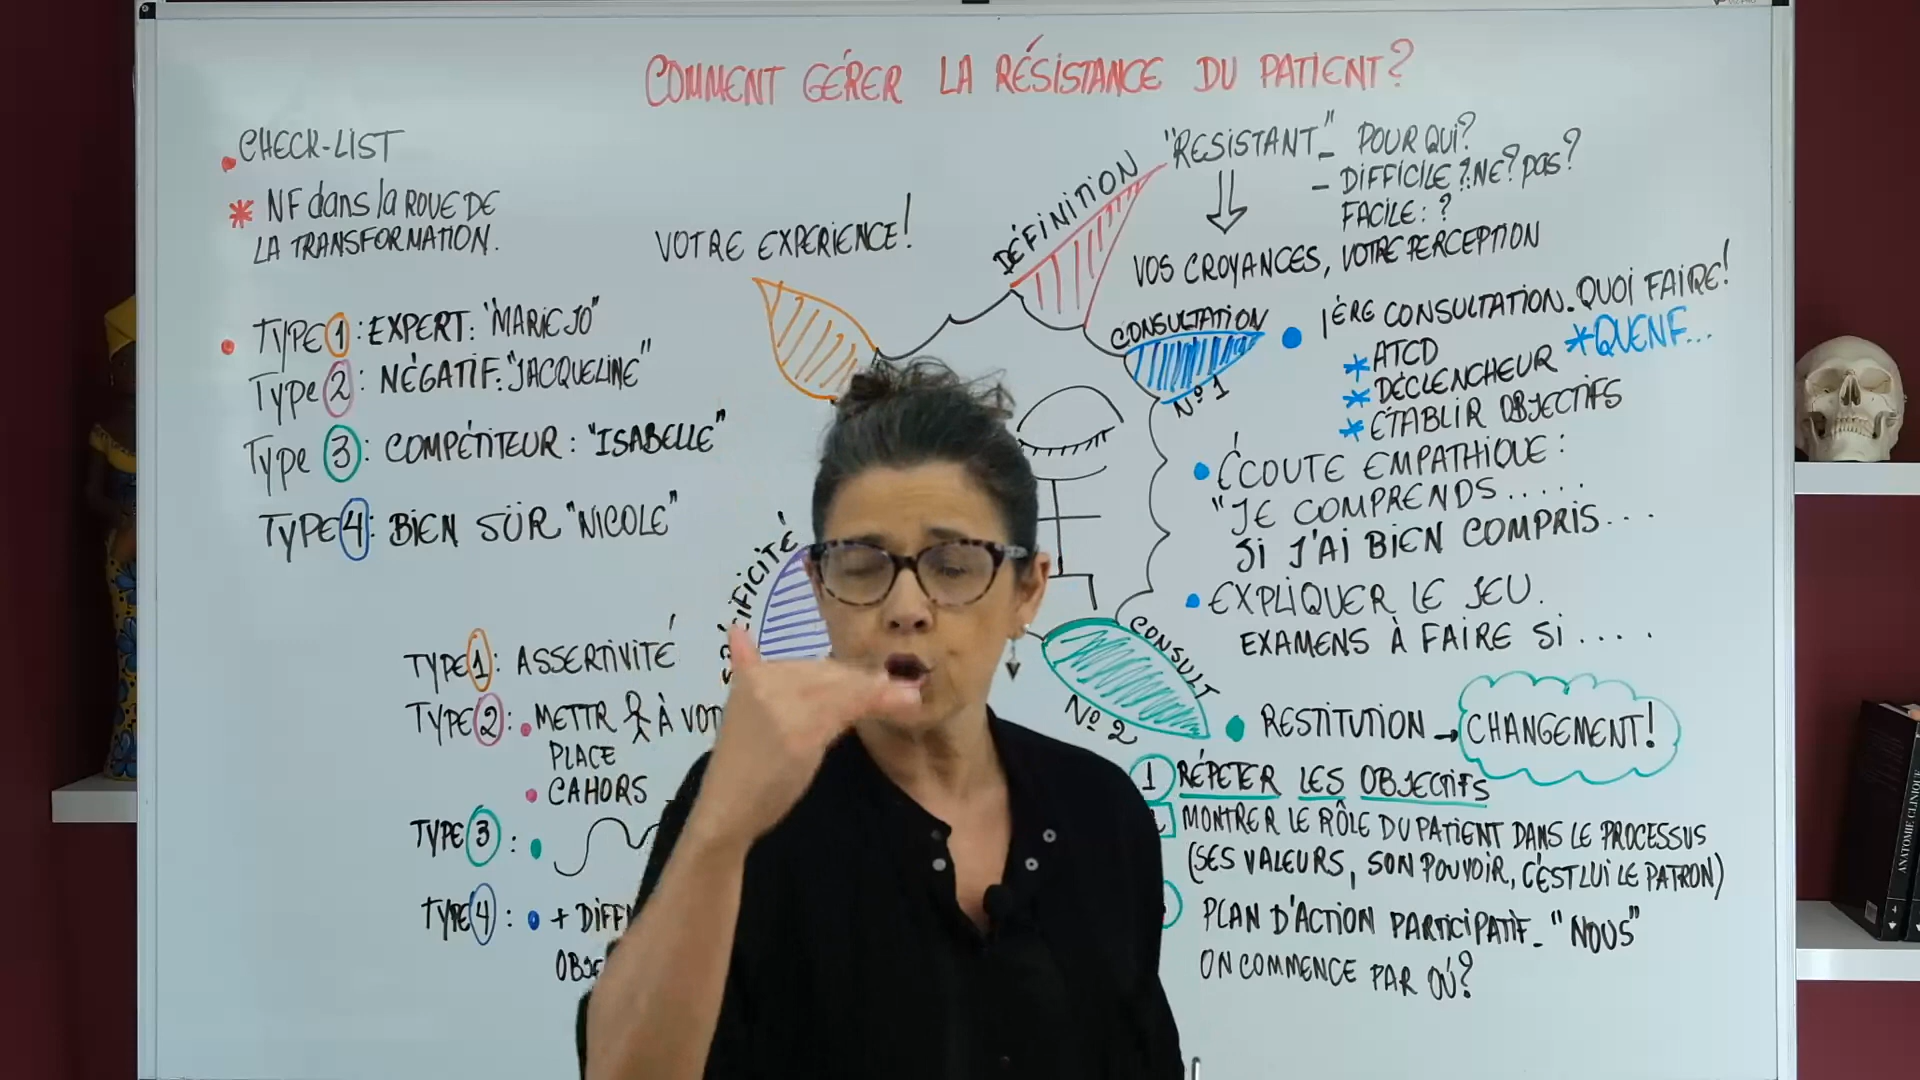 COMMENT GÉRER LA RÉSISTANCE DU PATIENT?
CHECK-LIST
* NF dans la ROUE DE
LA TRANSFORMATION.
TYPE 1 : EXPERT: "MARIE JO"
Type 2 : NÉGATIF: "JACQUELINE"
Type 3 : COMPÉTITEUR : "ISABELLE"
TYPE 4 : BIEN SÛR "NICOLE"
VOTRE EXPERIENCE!
DÉFINITION
"RESISTANT" - POUR QUI?
- DIFFICILE ? NE? pas?
FACILE : ?
VOS CROYANCES, VOTRE PERCEPTION
CONSULTATION
N° 1
1ÈRE CONSULTATION. QUOI FAIRE!
* ATCD
* QUENF...
* DÉCLENCHEUR
* ÉTABLIR OBJECTIFS
ÉCOUTE EMPATHIQUE :
"JE COMPRENDS.....
SI J'AI BIEN COMPRIS...
EXPLIQUER LE JEU.
EXAMENS À FAIRE SI ....
CONSULT
N° 2
RESTITUTION → CHANGEMENT!
1 RÉPÉTER LES OBJECTIFS
MONTRER LE RÔLE DU PATIENT DANS LE PROCESSUS
(SES VALEURS, SON POUVOIR, C'EST LUI LE PATRON)
PLAN D'ACTION PARTICIPATIF - "NOUS"
ON COMMENCE PAR OÙ?
TYPE 1 : ASSERTIVITÉ
TYPE 2 : METTR À VOT
PLACE
CAHORS
TYPE 3 :
TYPE 4 : + DIFF
OBJE
ANATOMIE CLINIQUE